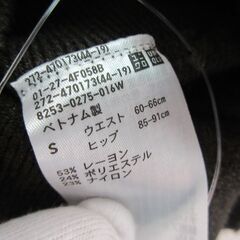 272-470173(44-19)
01-27-4F058B
272-470173(44-19)
8253-0275-016W
ベトナム製
S ウエスト 60-66cm
ヒップ 85-91cm
53% レーヨン
24% ポリエステル
23% ナイロン